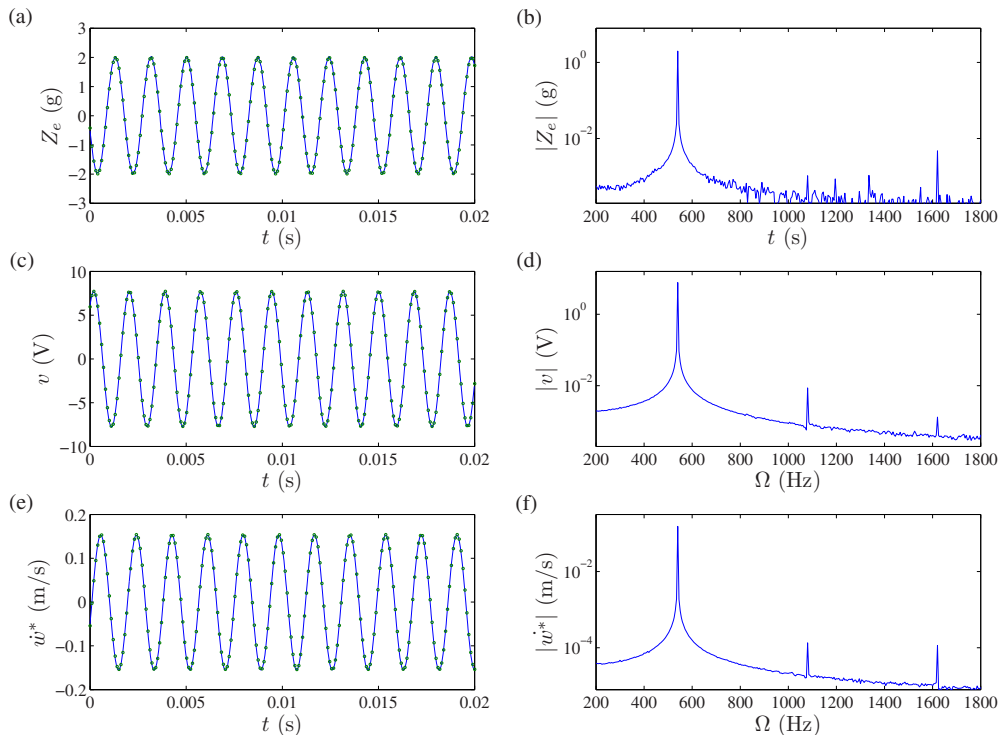 (a)
3
2
1
0
−1
−2
−3
Z_e (g)
0 0.005 0.01 0.015 0.02
t (s)
(b)
10^0
10^−2
|Z_e| (g)
200 400 600 800 1000 1200 1400 1600 1800
t (s)
(c)
10
5
0
−5
−10
v (V)
0 0.005 0.01 0.015 0.02
t (s)
(d)
10^0
10^−2
|v| (V)
200 400 600 800 1000 1200 1400 1600 1800
Ω (Hz)
(e)
0.2
0.1
0
−0.1
−0.2
ẇ* (m/s)
0 0.005 0.01 0.015 0.02
t (s)
(f)
10^−2
10^−4
|ẇ*| (m/s)
200 400 600 800 1000 1200 1400 1600 1800
Ω (Hz)